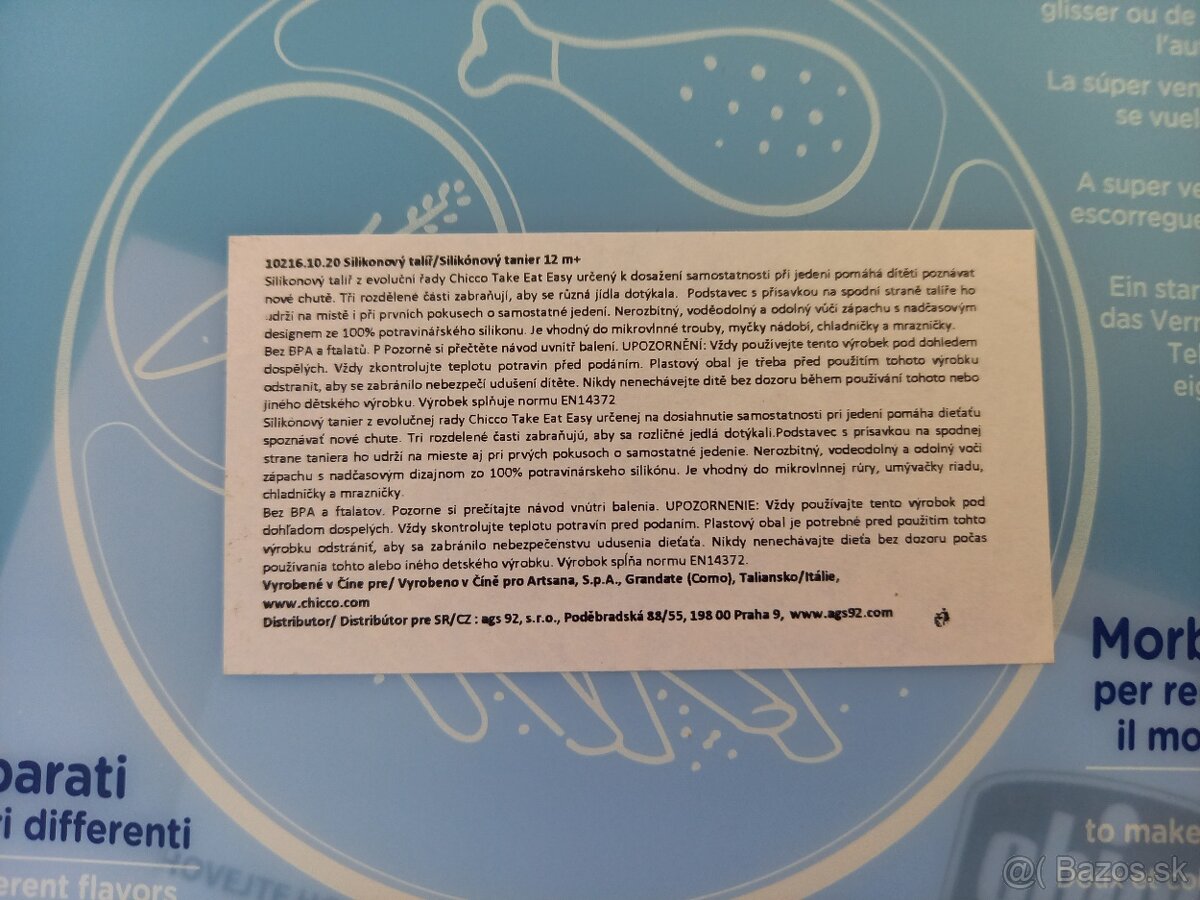 glisser ou de
l'au
La súper ven
se vuel
A super ve
escorregu
Ein star
das Ver
Tel
eig
10216.10.20 Silikonový talíř/Silikónový tanier 12 m+
Silikonový talíř z evoluční řady Chicco Take Eat Easy určený k dosažení samostatnosti při jedení pomáhá dítěti poznávat
nové chutě. Tři rozdělené části zabraňují, aby se různá jídla dotýkala. Podstavec s přísavkou na spodní straně talíře ho
udrží na místě i při prvních pokusech o samostatné jedení. Nerozbitný, voděodolný a odolný vůči zápachu s nadčasovým
designem ze 100% potravinářského silikonu. Je vhodný do mikrovlnné trouby, myčky nádobí, chladničky a mrazničky.
Bez BPA a ftalatů. P Pozorně si přečtěte návod uvnitř balení. UPOZORNĚNÍ: Vždy používejte tento výrobek pod dohledem
dospělých. Vždy zkontrolujte teplotu potravin před podáním. Plastový obal je třeba před použitím tohoto výrobku
odstranit, aby se zabránilo nebezpečí udušení dítěte. Nikdy nenechávejte dítě bez dozoru během používání tohoto nebo
jiného dětského výrobku. Výrobek splňuje normu EN14372
Silikónový tanier z evolučnej rady Chicco Take Eat Easy určenej na dosiahnutie samostatnosti pri jedení pomáha dieťaťu
spoznávať nové chute. Tri rozdelené časti zabraňujú, aby sa rozličné jedlá dotýkali.Podstavec s prísavkou na spodnej
strane taniera ho udrží na mieste aj pri prvých pokusoch o samostatné jedenie. Nerozbitný, vodeodolný a odolný voči
zápachu s nadčasovým dizajnom zo 100% potravinárskeho silikónu. Je vhodný do mikrovlnnej rúry, umývačky riadu,
chladničky a mrazničky.
Bez BPA a ftalatov. Pozorne si prečítajte návod vnútri balenia. UPOZORNENIE: Vždy používajte tento výrobok pod
dohľadom dospelých. Vždy skontrolujte teplotu potravín pred podaním. Plastový obal je potrebné pred použitím tohto
výrobku odstrániť, aby sa zabránilo nebezpečenstvu udusenia dieťaťa. Nikdy nenechávajte dieťa bez dozoru počas
používania tohto alebo iného detského výrobku. Výrobok spĺňa normu EN14372.
Vyrobené v Číne pre/ Vyrobeno v Číně pro Artsana, S.p.A., Grandate (Como), Taliansko/Itálie,
www.chicco.com
Distributor/ Distribútor pre SR/CZ : ags 92, s.r.o., Poděbradská 88/55, 198 00 Praha 9, www.ags92.com
Morb
per re
il mo
parati
ri differenti
erent flavors
to make
@( Bazos.sk